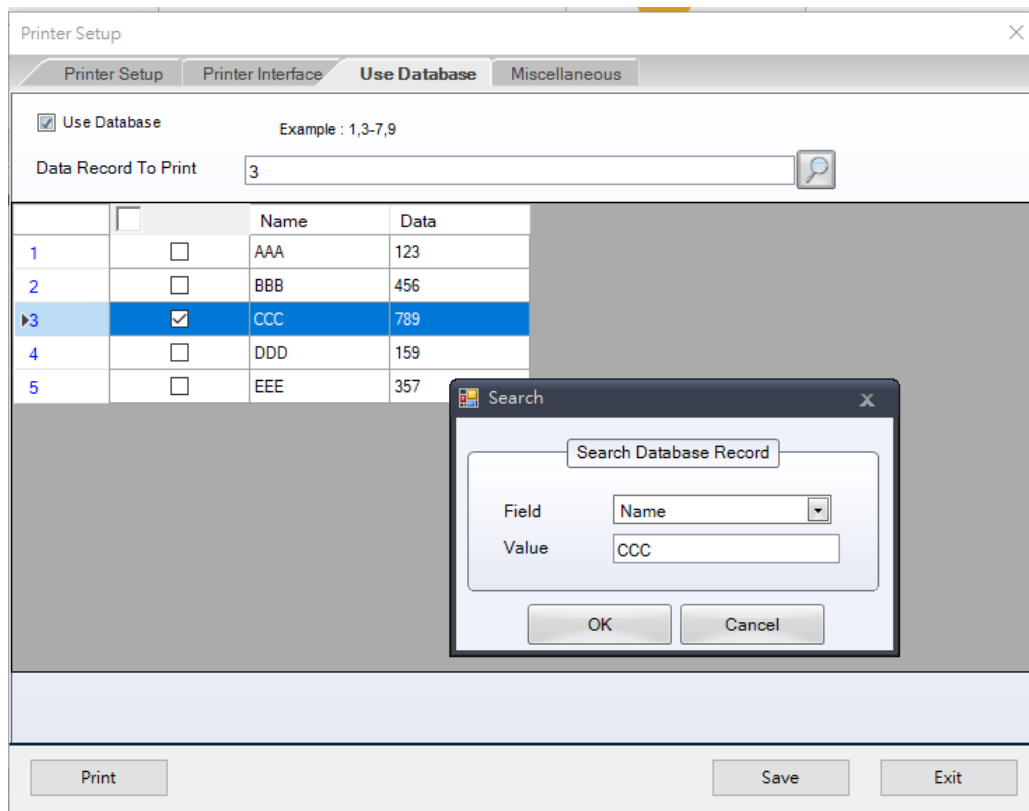 Printer Setup
Printer Setup Printer Interface Use Database Miscellaneous
Use Database Example : 1,3-7,9
Data Record To Print 3
Name Data
1 AAA 123
2 BBB 456
3 CCC 789
4 DDD 159
5 EEE 357
Search
Search Database Record
Field Name
Value CCC
OK Cancel
Print Save Exit